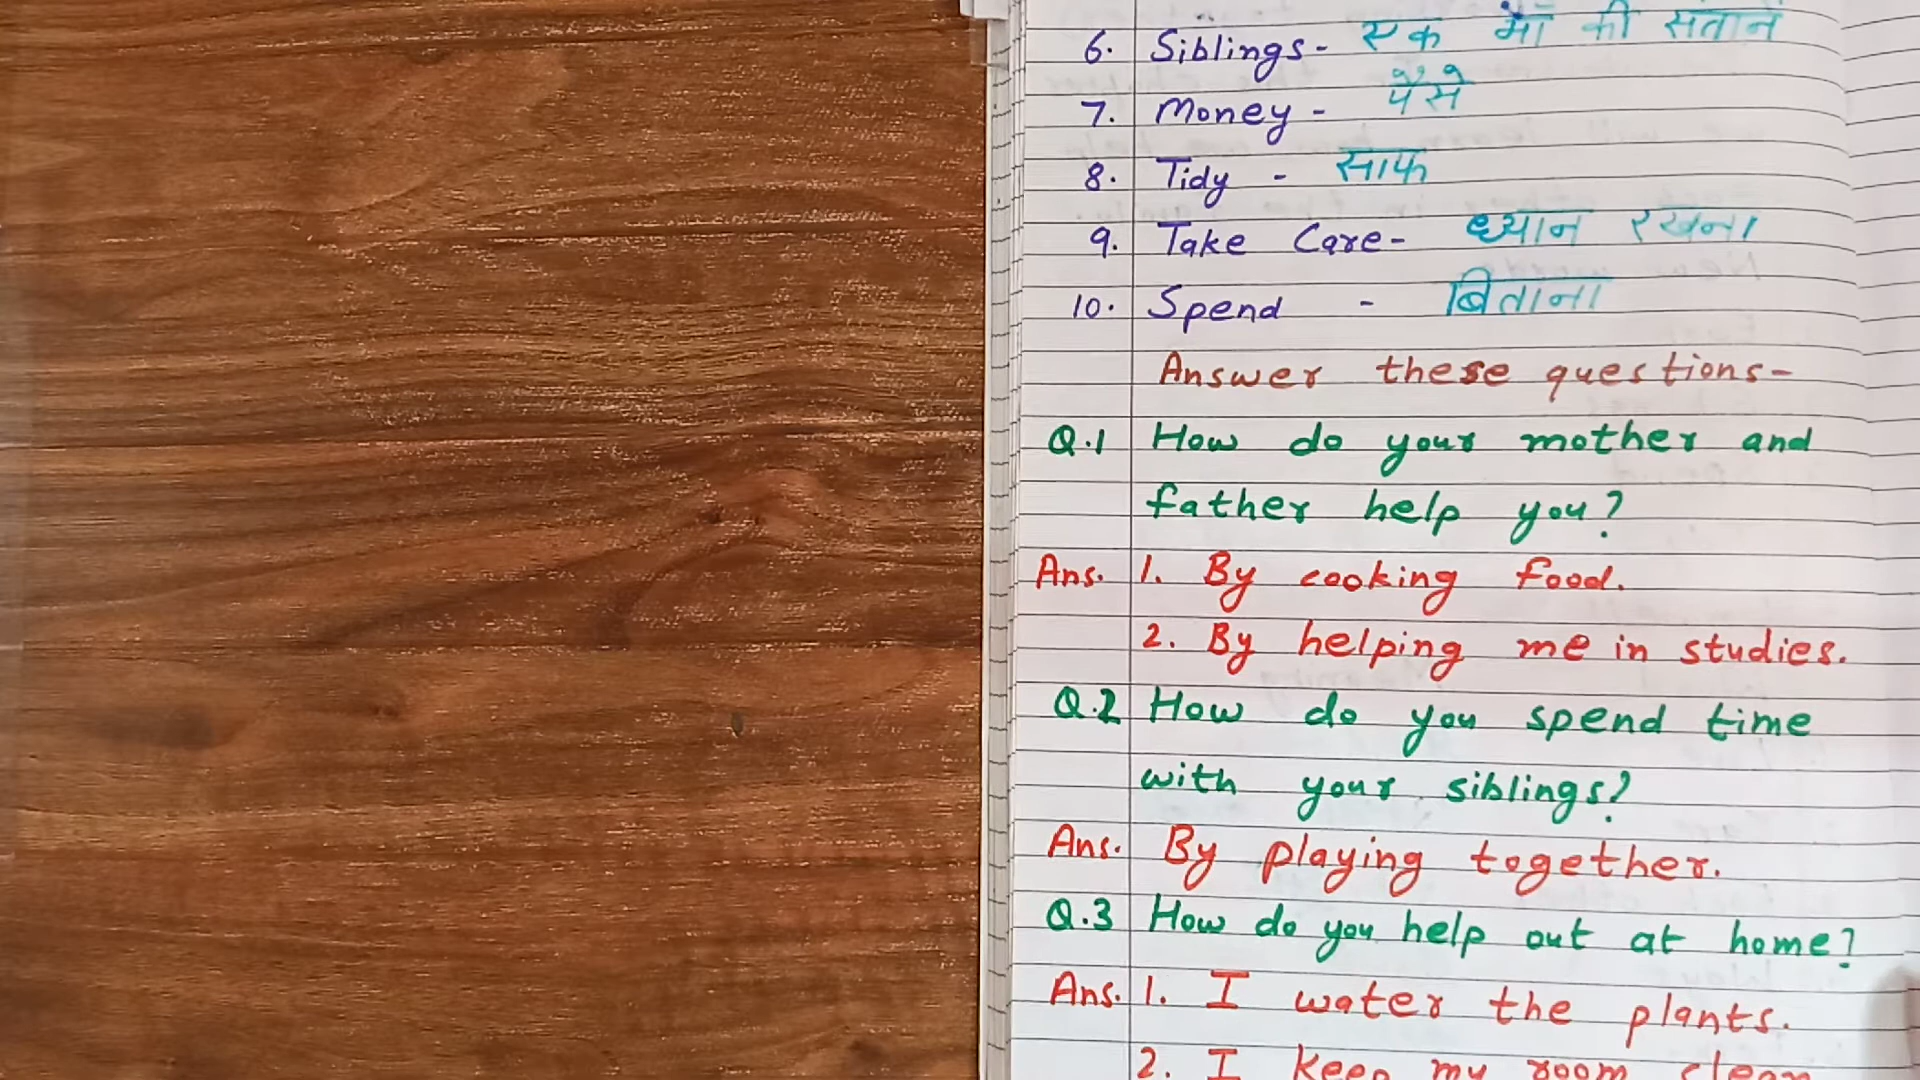 6. Siblings- एक माँ की संतान
7. Money - पैसे
8. Tidy - साफ
9. Take Care- ध्यान रखना
10. Spend - बिताना
Answer these questions-
Q.1 How do your mother and
father help you?
Ans. 1. By cooking food.
2. By helping me in studies.
Q.2 How do you spend time
with your siblings?
Ans. By playing together.
Q.3 How do you help out at home?
Ans. 1. I water the plants.
2. I keep my room clean